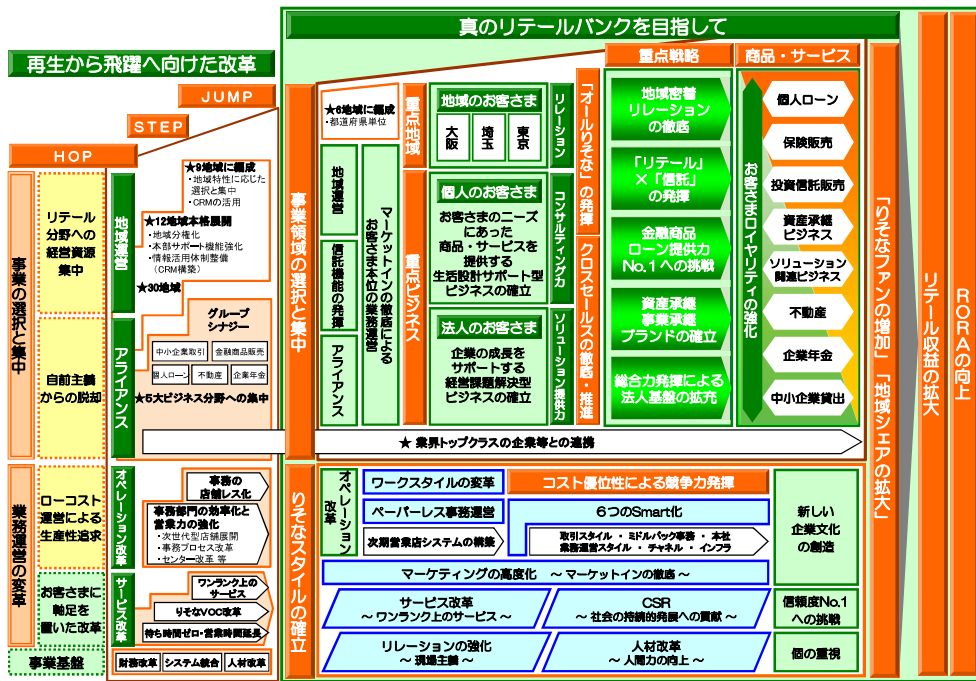 真のリテールバンクを目指して
再生から飛躍へ向けた改革
JUMP
STEP
HOP
事業の選択と集中
リテール
分野への
経営資源
集中
自前主義
からの脱却
地域運営
アライアンス
★9地域に編成
・地域特性に応じた
選択と集中
・CRMの活用
★12地域本格展開
・地域分権化
・本部サポート機能強化
・情報活用体制整備
(CRM構築)
★30地域
グループ
シナジー
中小企業取引
金融商品販売
個人ローン
不動産
企業年金
★5大ビジネス分野への集中
業務運営の変革
ローコスト
運営による
生産性追求
お客さまに
軸足を
置いた改革
オペレーション改革
サービス改革
事務の
店舗レス化
事務部門の効率化と
営業力の強化
・次世代型店舗展開
・事務プロセス改革
・センター改革 等
ワンランク上の
サービス
りそなVOC改革
待ち時間ゼロ・営業時間延長
事業基盤
財務改革
システム統合
人材改革
事業領域の選択と集中
★6地域に編成
・都道府県単位
地域運営
信託機能の発揮
アライアンス
マーケットインの徹底による
お客さま本位の業務運営
重点地域
重点ビジネス
地域のお客さま
大阪
埼玉
東京
個人のお客さま
お客さまのニーズ
にあった
商品・サービスを
提供する
生活設計サポート型
ビジネスの確立
法人のお客さま
企業の成長を
サポートする
経営課題解決型
ビジネスの確立
リレーション
コンサルティング力
ソリューション提供力
「オールりそな」の発揮
クロスセールスの徹底・推進
重点戦略
地域密着
リレーション
の徹底
「リテール」
×「信託」
の発揮
金融商品
ローン提供力
No.1への挑戦
資産承継
事業承継
ブランドの確立
総合力発揮による
法人基盤の拡充
商品・サービス
お客さまロイヤリティの強化
個人ローン
保険販売
投資信託販売
資産承継
ビジネス
ソリューション
関連ビジネス
不動産
企業年金
中小企業貸出
★ 業界トップクラスの企業等との連携
りそなスタイルの確立
オペレーション
改革
ワークスタイルの変革
コスト優位性による競争力発揮
ペーパーレス事務運営
6つのSmart化
次期営業店システムの構築
取引スタイル ・ ミドルバック事務 ・ 本社
業務運営スタイル ・ チャネル ・ インフラ
マーケティングの高度化 ～ マーケットインの徹底 ～
サービス改革
～ ワンランク上のサービス ～
CSR
～ 社会の持続的発展への貢献 ～
リレーションの強化
～ 現場主義 ～
人材改革
～ 人間力の向上 ～
新しい
企業文化
の創造
信頼度No.1
への挑戦
個の重視
「りそなファンの増加」「地域シェアの拡大」
リテール収益の拡大
RORAの向上